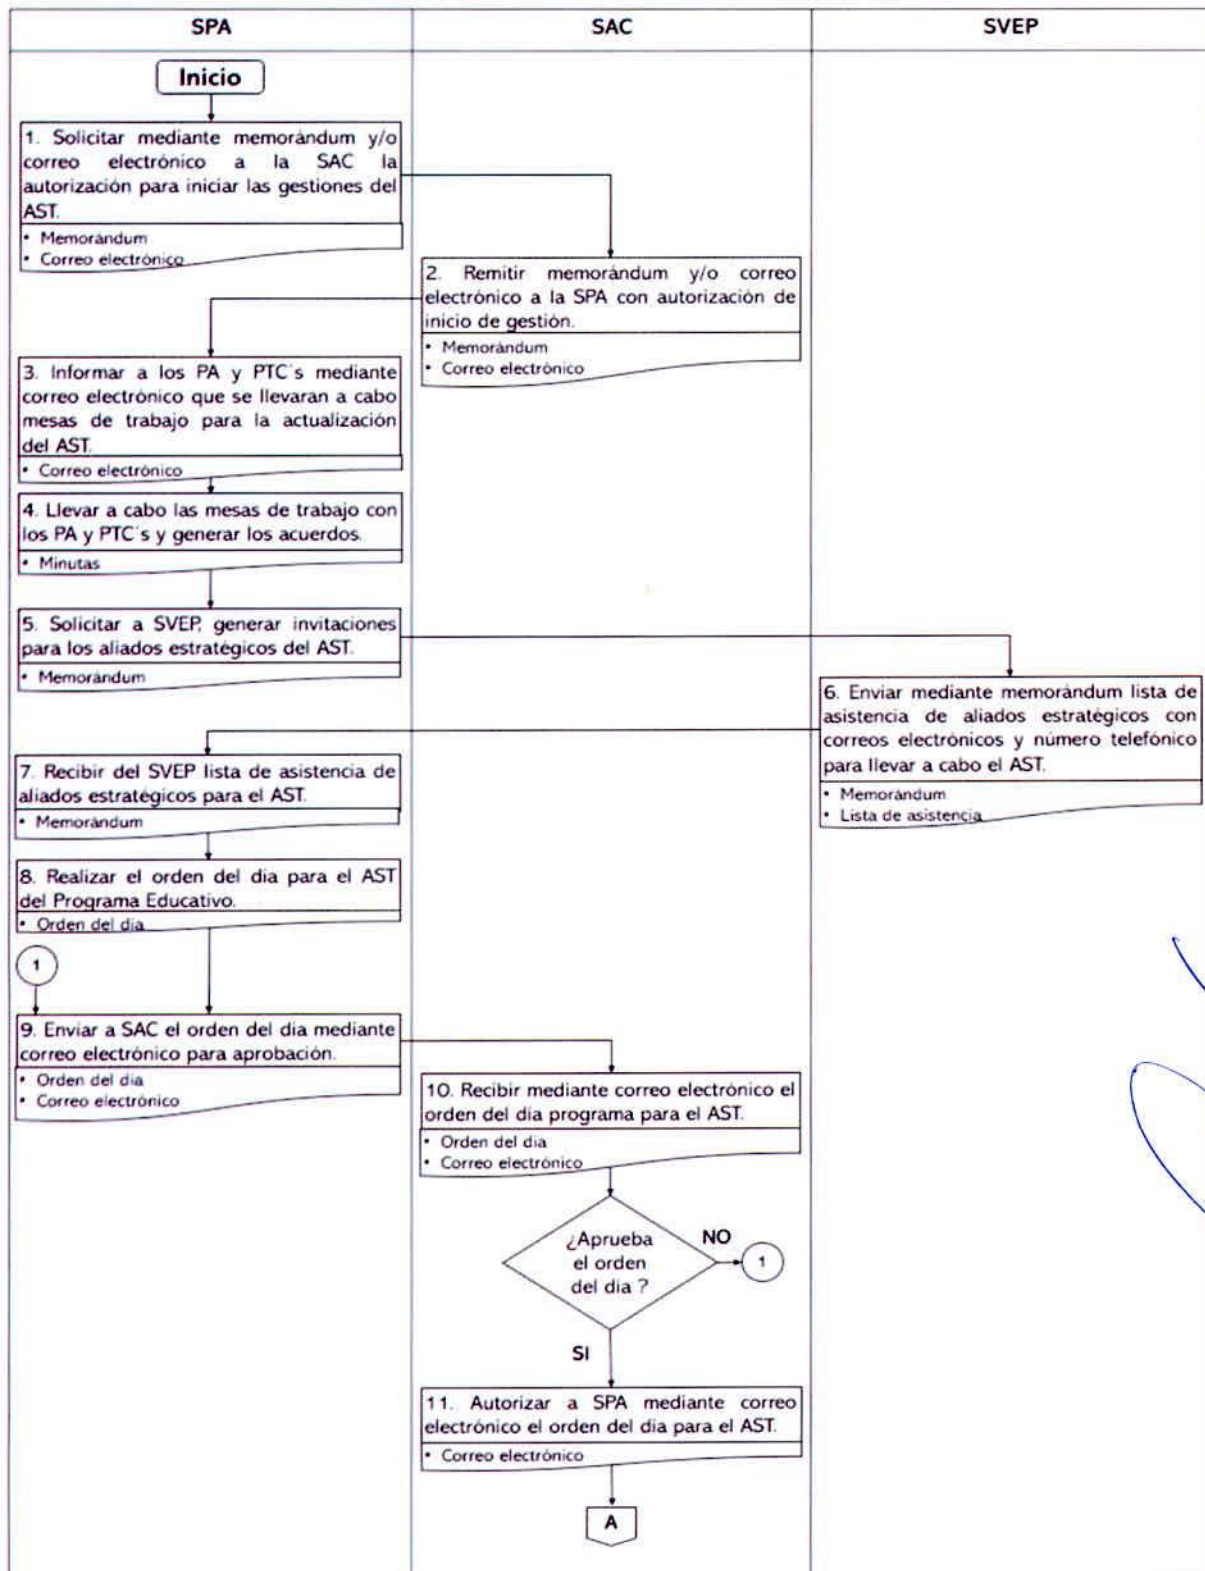 SPA
SAC
SVEP
Inicio
1. Solicitar mediante memorándum y/o
correo electrónico a la SAC la
autorización para iniciar las gestiones del
AST.
• Memorándum
• Correo electrónico
2. Remitir memorándum y/o correo
electrónico a la SPA con autorización de
inicio de gestión.
• Memorándum
• Correo electrónico
3. Informar a los PA y PTC´s mediante
correo electrónico que se llevaran a cabo
mesas de trabajo para la actualización
del AST.
• Correo electrónico
4. Llevar a cabo las mesas de trabajo con
los PA y PTC´s y generar los acuerdos.
• Minutas
5. Solicitar a SVEP, generar invitaciones
para los aliados estratégicos del AST.
• Memorándum
6. Enviar mediante memorándum lista de
asistencia de aliados estratégicos con
correos electrónicos y número telefónico
para llevar a cabo el AST.
• Memorándum
• Lista de asistencia
7. Recibir del SVEP lista de asistencia de
aliados estratégicos para el AST.
• Memorándum
8. Realizar el orden del día para el AST
del Programa Educativo.
• Orden del día
1
9. Enviar a SAC el orden del día mediante
correo electrónico para aprobación.
• Orden del día
• Correo electrónico
10. Recibir mediante correo electrónico el
orden del día programa para el AST.
• Orden del día
• Correo electrónico
¿Aprueba
el orden
del día ?
NO
1
SI
11. Autorizar a SPA mediante correo
electrónico el orden del día para el AST.
• Correo electrónico
A